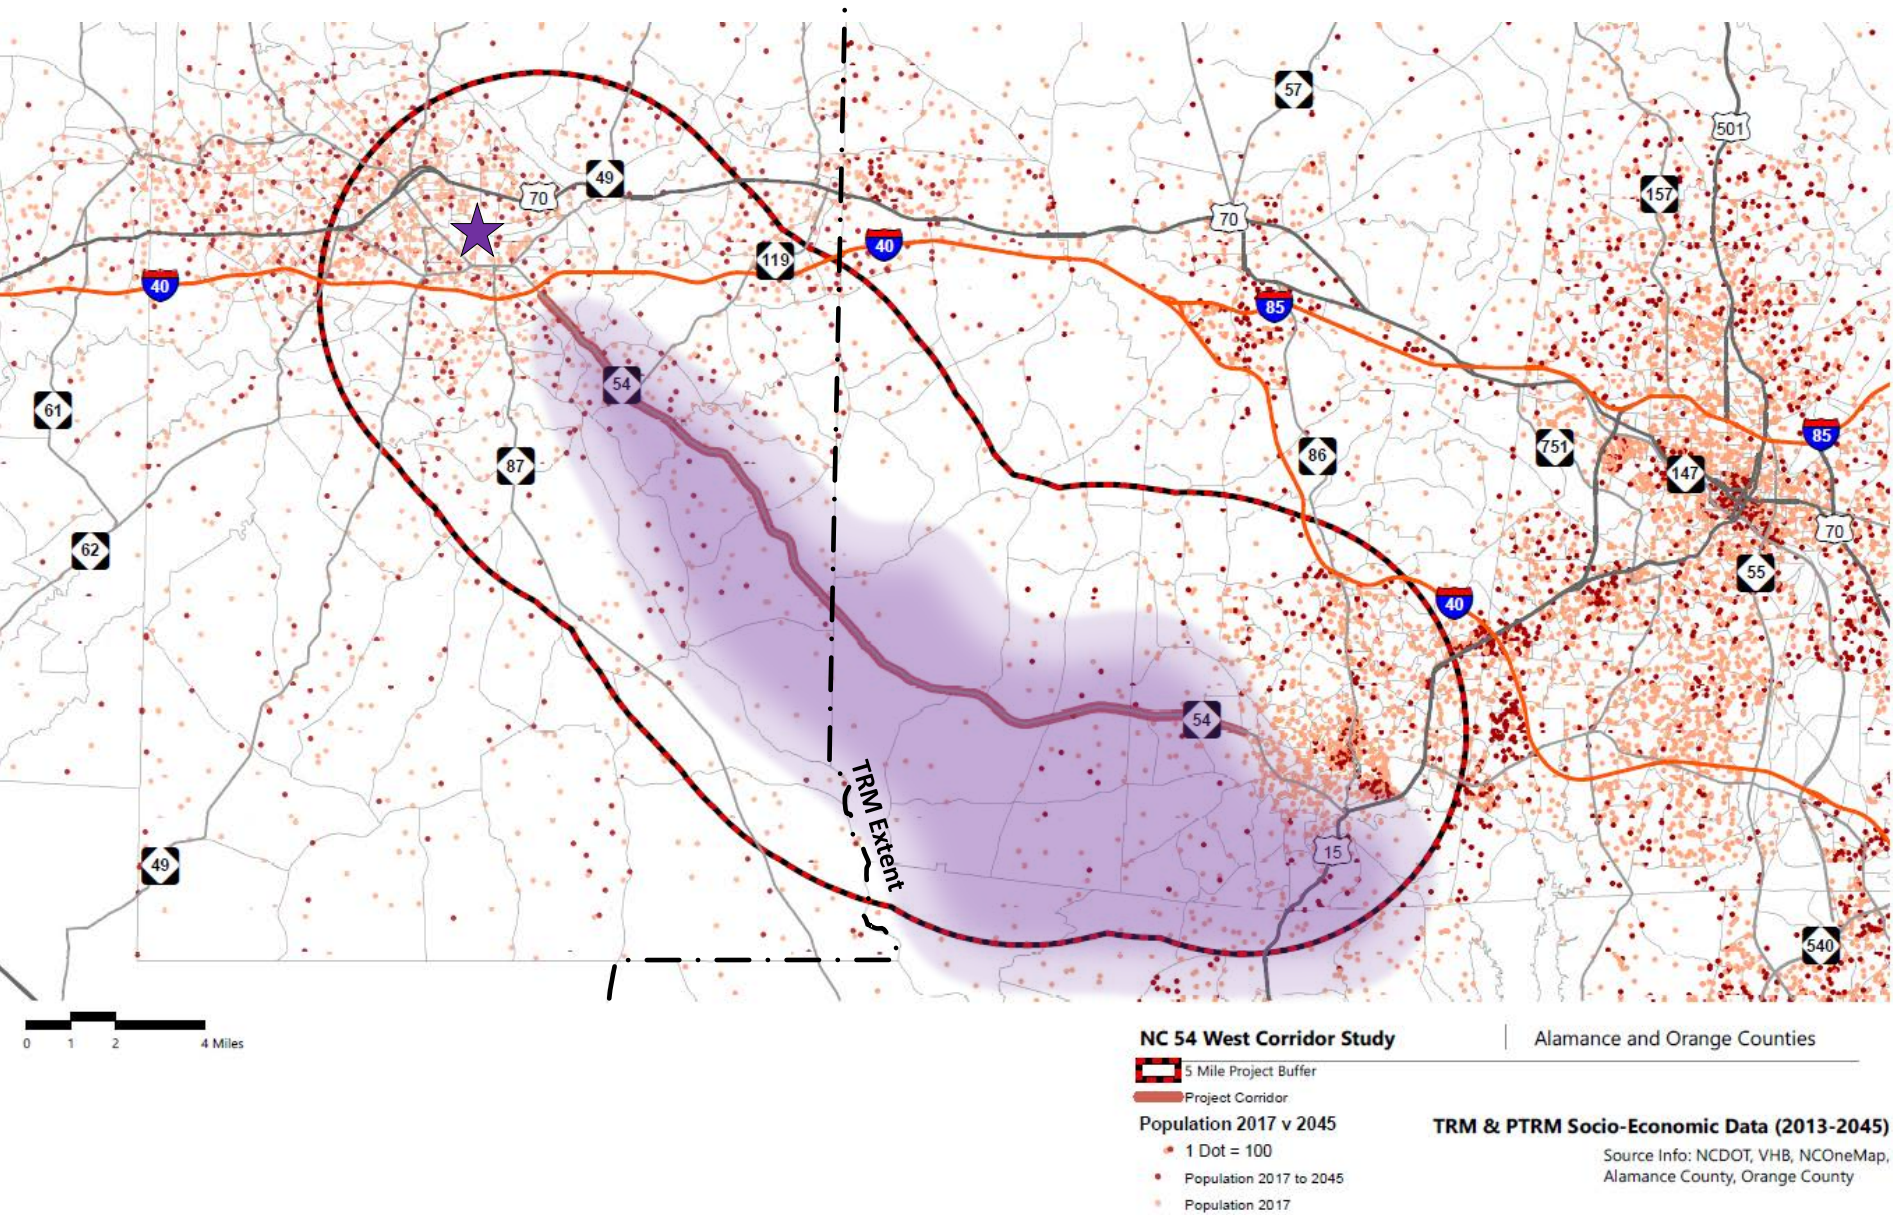 57
501
157
49
70
70
119
40
40
85
54
61
87
86
751
85
147
62
70
55
40
54
TRM Extent
15
49
540
0 1 2 4 Miles
NC 54 West Corridor Study
Alamance and Orange Counties
5 Mile Project Buffer
Project Corridor
Population 2017 v 2045
1 Dot = 100
Population 2017 to 2045
Population 2017
TRM & PTRM Socio-Economic Data (2013-2045)
Source Info: NCDOT, VHB, NCOneMap,
Alamance County, Orange County